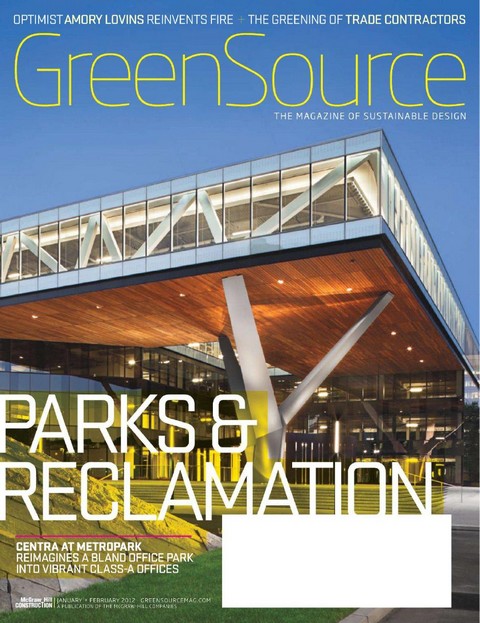 OPTIMIST AMORY LOVINS REINVENTS FIRE + THE GREENING OF TRADE CONTRACTORS
GreenSource
THE MAGAZINE OF SUSTAINABLE DESIGN
PARKS &
RECLAMATION
CENTRA AT METROPARK
REIMAGINES A BLAND OFFICE PARK
INTO VIBRANT CLASS-A OFFICES
McGraw Hill
CONSTRUCTION
JANUARY + FEBRUARY 2012 GREENSOURCEMAG.COM
A PUBLICATION OF THE MCGRAW-HILL COMPANIES